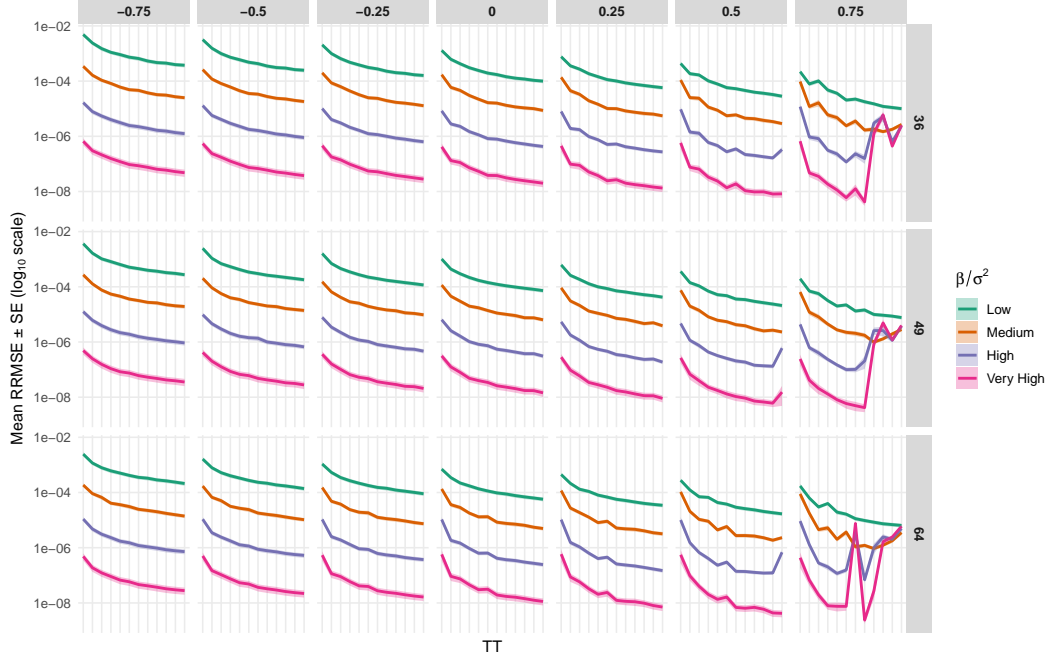 −0.75 −0.5 −0.25 0 0.25 0.5 0.75
1e−02
1e−04
1e−06
1e−08
36
1e−02
1e−04
1e−06
1e−08
49
1e−02
1e−04
1e−06
1e−08
64
Mean RRMSE ± SE (log10 scale)
TT
β/σ²
Low
Medium
High
Very High